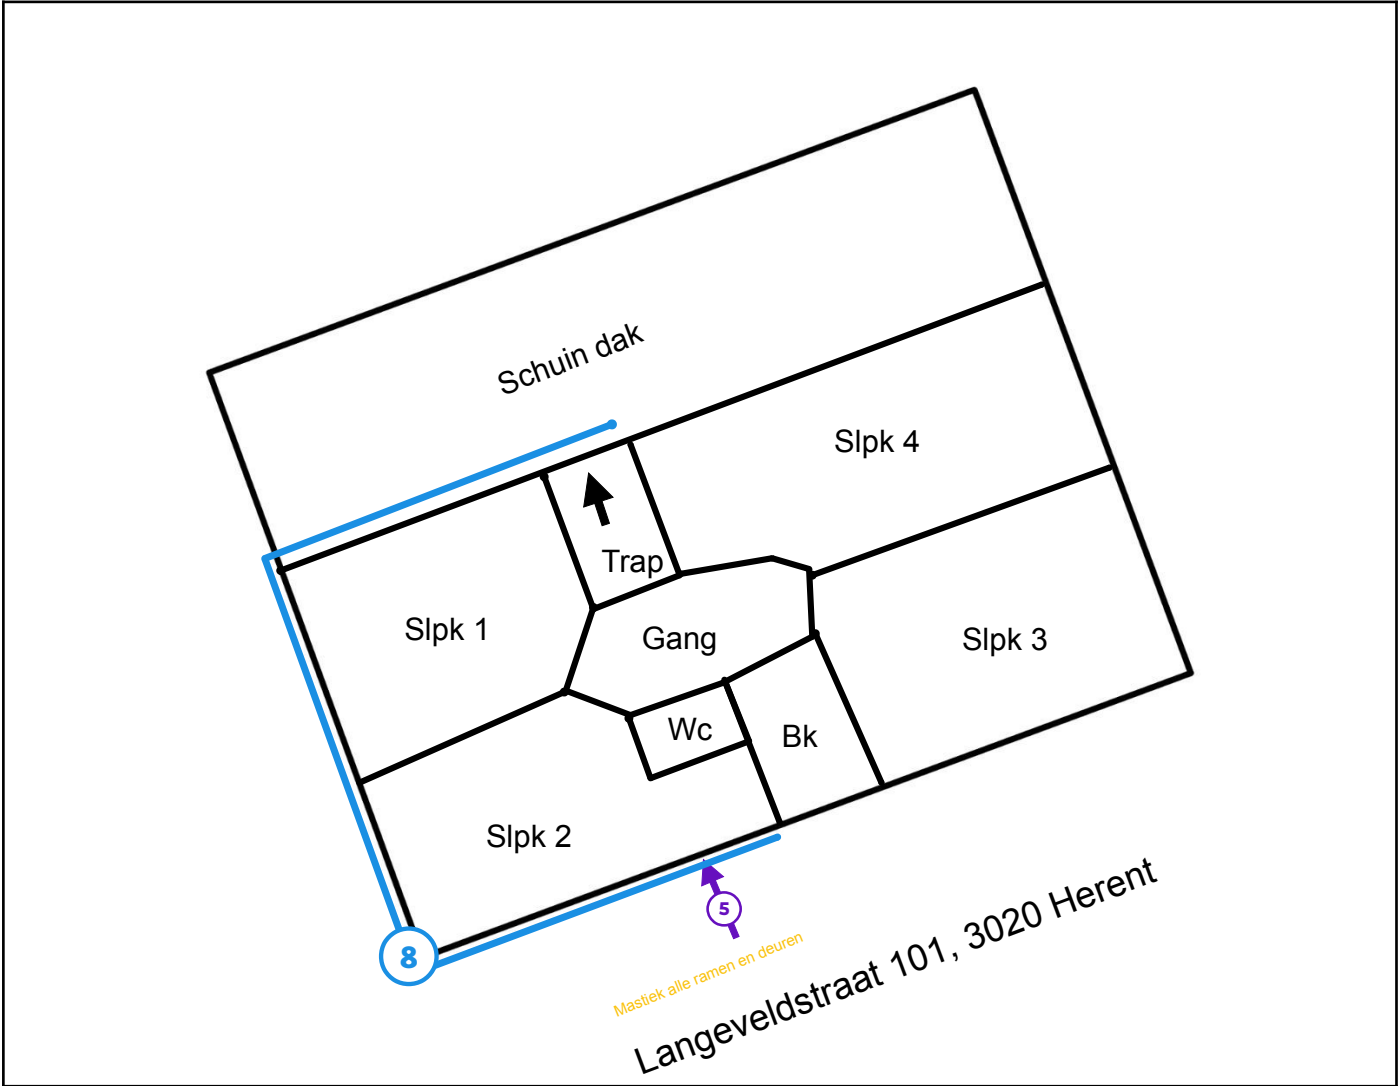 Schuin dak
Slpk 4
Trap
Slpk 1
Gang
Slpk 3
Wc
Bk
Slpk 2
5
8
Mastiek alle ramen en deuren
Langeveldstraat 101, 3020 Herent